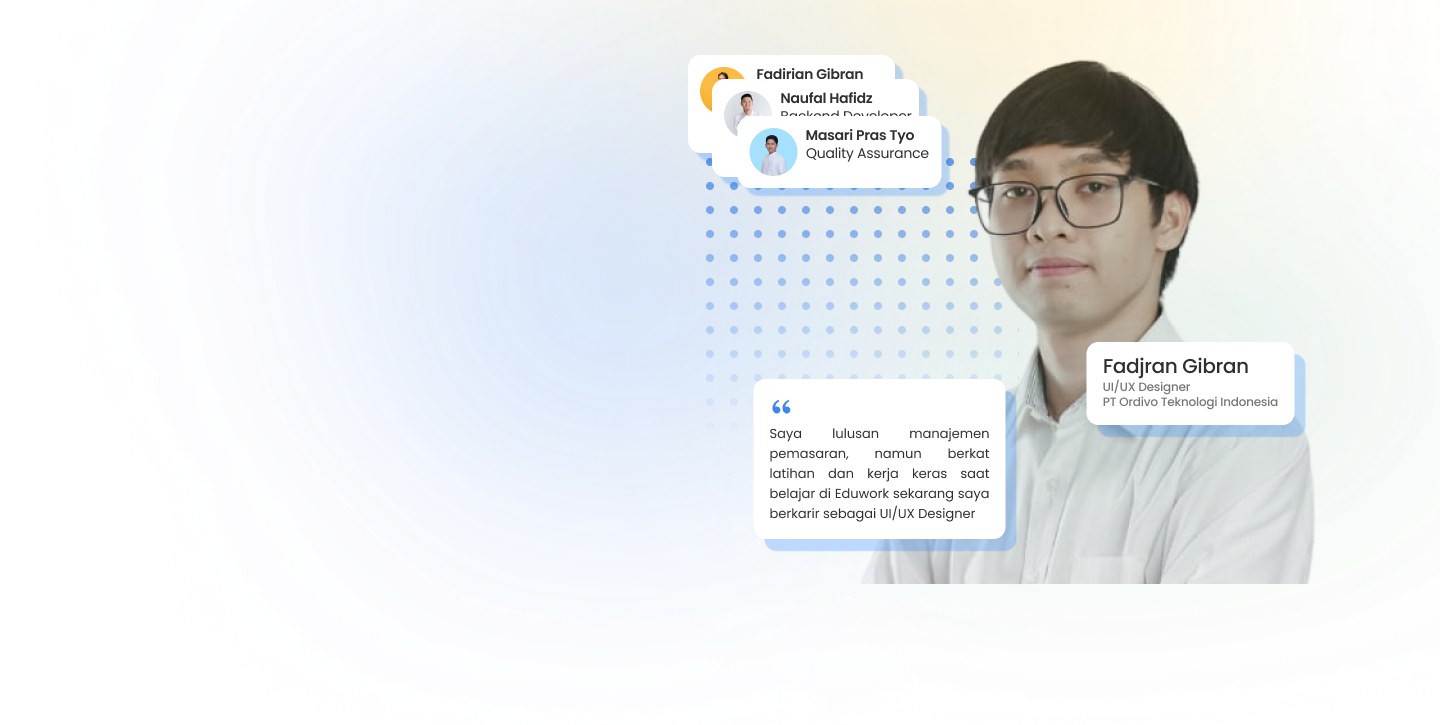 Fadirian Gibran
Naufal Hafidz
Backend Developer
Masari Pras Tyo
Quality Assurance
Fadjran Gibran
UI/UX Designer
PT Ordivo Teknologi Indonesia
“
Saya lulusan manajemen
pemasaran, namun berkat
latihan dan kerja keras saat
belajar di Eduwork sekarang saya
berkarir sebagai UI/UX Designer